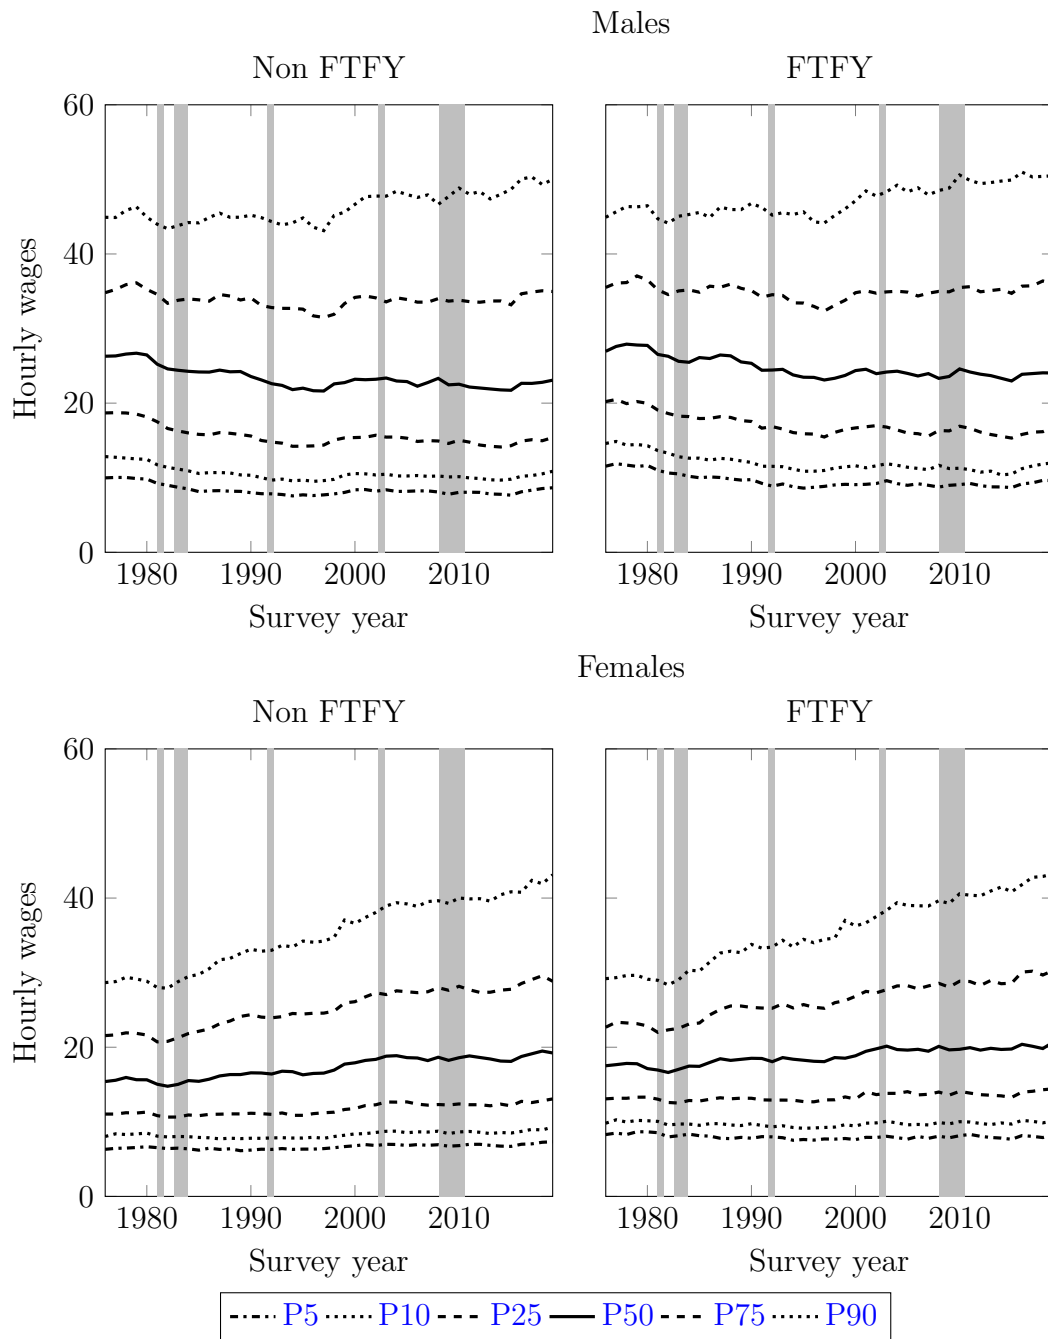 Males
Non FTFY
FTFY
60
40
20
0
Hourly wages
1980 1990 2000 2010
Survey year
1980 1990 2000 2010
Survey year
Females
Non FTFY
FTFY
60
40
20
0
Hourly wages
1980 1990 2000 2010
Survey year
1980 1990 2000 2010
Survey year
P5 P10 P25 P50 P75 P90